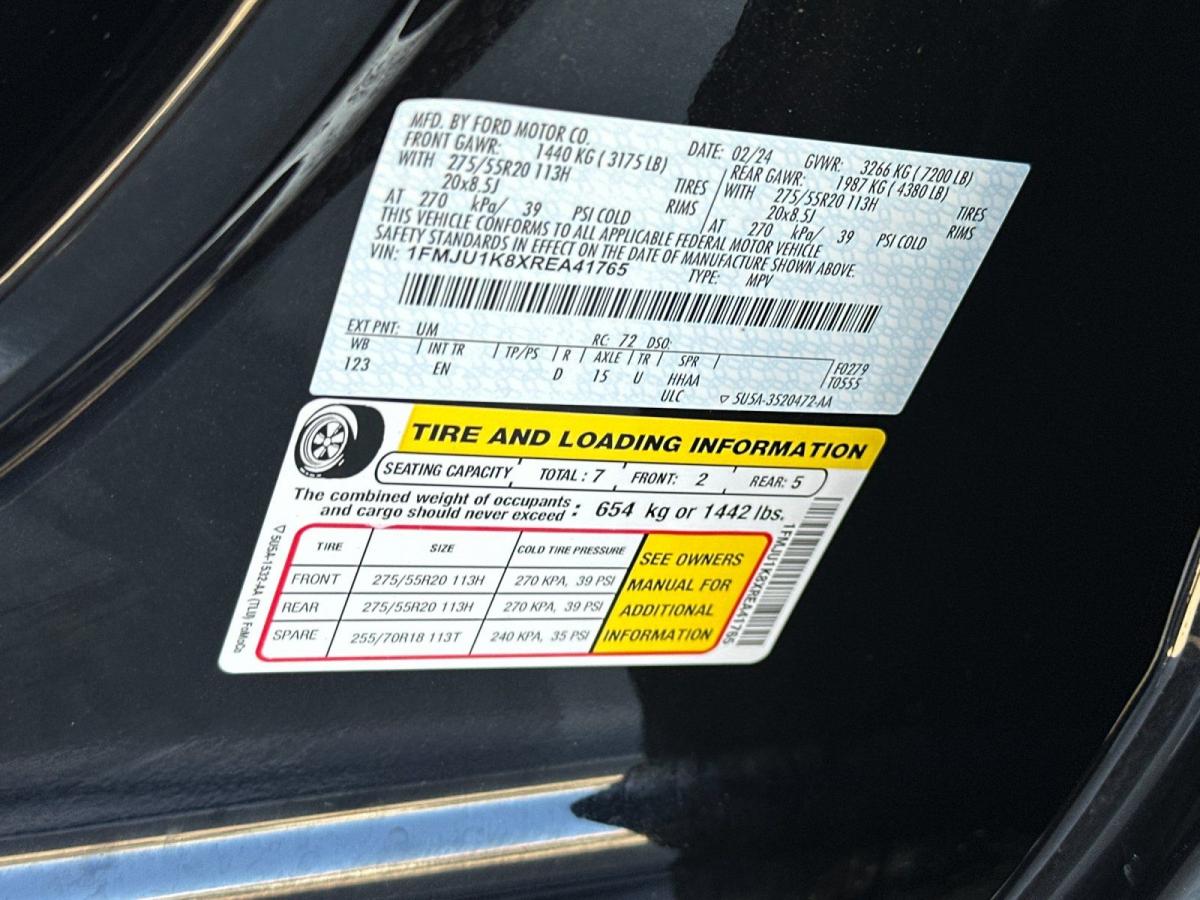 MFD. BY FORD MOTOR CO.
DATE: 02/24 GVWR: 3266 KG ( 7200 LB)
FRONT GAWR: 1440 KG ( 3175 LB)
WITH 275/55R20 113H TIRES
20x8.5J RIMS
AT 270 kPa/ 39 PSI COLD
REAR GAWR: 1987 KG ( 4380 LB)
WITH 275/55R20 113H TIRES
20x8.5J RIMS
AT 270 kPa/ 39 PSI COLD
THIS VEHICLE CONFORMS TO ALL APPLICABLE FEDERAL MOTOR VEHICLE
SAFETY STANDARDS IN EFFECT ON THE DATE OF MANUFACTURE SHOWN ABOVE.
VIN: 1FMJU1K8XREA41765 TYPE: MPV
EXT PNT: UM RC: 72 DSO:
WB INT TR TP/PS R AXLE TR SPR F0279
123 EN D 15 U HHAA T0555
ULC ▽ 5U5A-3520472-AA
TIRE AND LOADING INFORMATION
SEATING CAPACITY TOTAL : 7 FRONT: 2 REAR: 5
The combined weight of occupants
and cargo should never exceed : 654 kg or 1442 lbs.
TIRE SIZE COLD TIRE PRESSURE
FRONT 275/55R20 113H 270 KPA, 39 PSI
REAR 275/55R20 113H 270 KPA, 39 PSI
SPARE 255/70R18 113T 240 KPA, 35 PSI
SEE OWNERS
MANUAL FOR
ADDITIONAL
INFORMATION
▽ 5U5A-1532-AA (TLU) FoMoCo
1FMJU1K8XREA41765